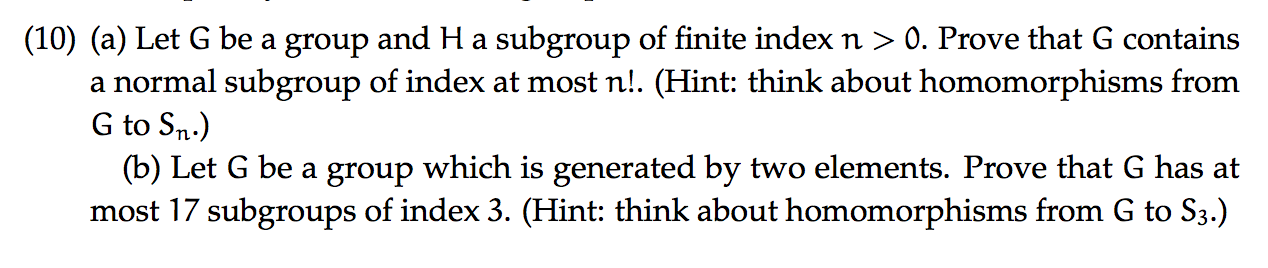 (10) (a) Let G be a group and H a subgroup of finite index n > 0. Prove that G contains
a normal subgroup of index at most n!. (Hint: think about homomorphisms from
G to Sₙ.)
(b) Let G be a group which is generated by two elements. Prove that G has at
most 17 subgroups of index 3. (Hint: think about homomorphisms from G to S₃.)